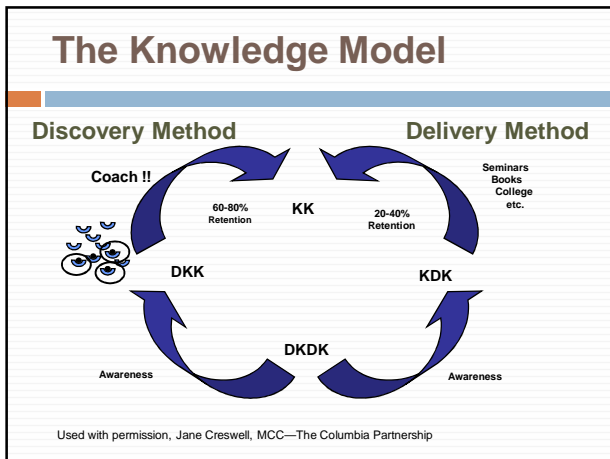 The Knowledge Model
Discovery Method
Delivery Method
Coach !!
Seminars
Books
College
etc.
60-80%
Retention
KK
20-40%
Retention
DKK
KDK
DKDK
Awareness
Awareness
Used with permission, Jane Creswell, MCC—The Columbia Partnership